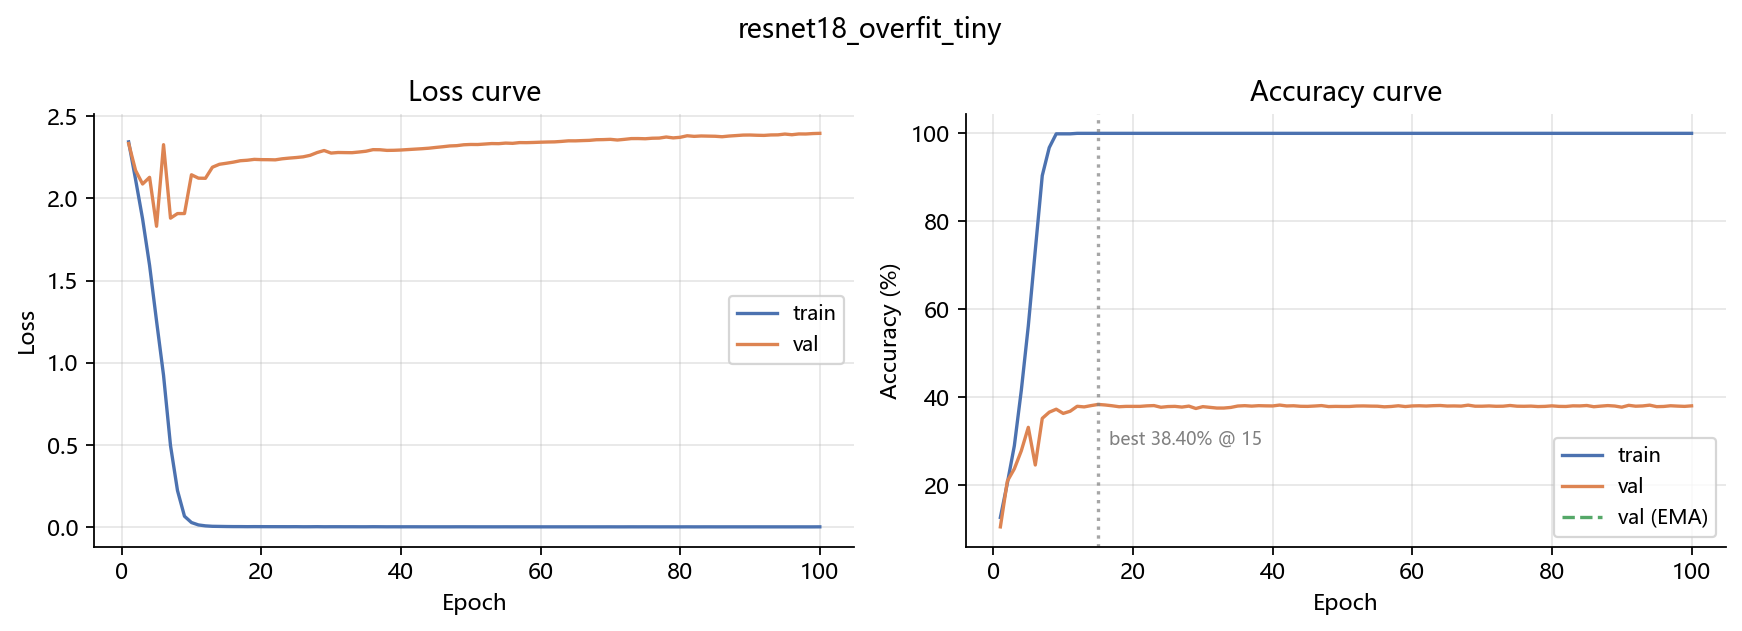 resnet18_overfit_tiny
Loss curve
Loss
2.5
2.0
1.5
1.0
0.5
0.0
0 20 40 60 80 100
Epoch
train
val
Accuracy curve
Accuracy (%)
100
80
60
40
20
0 20 40 60 80 100
Epoch
best 38.40% @ 15
train
val
val (EMA)